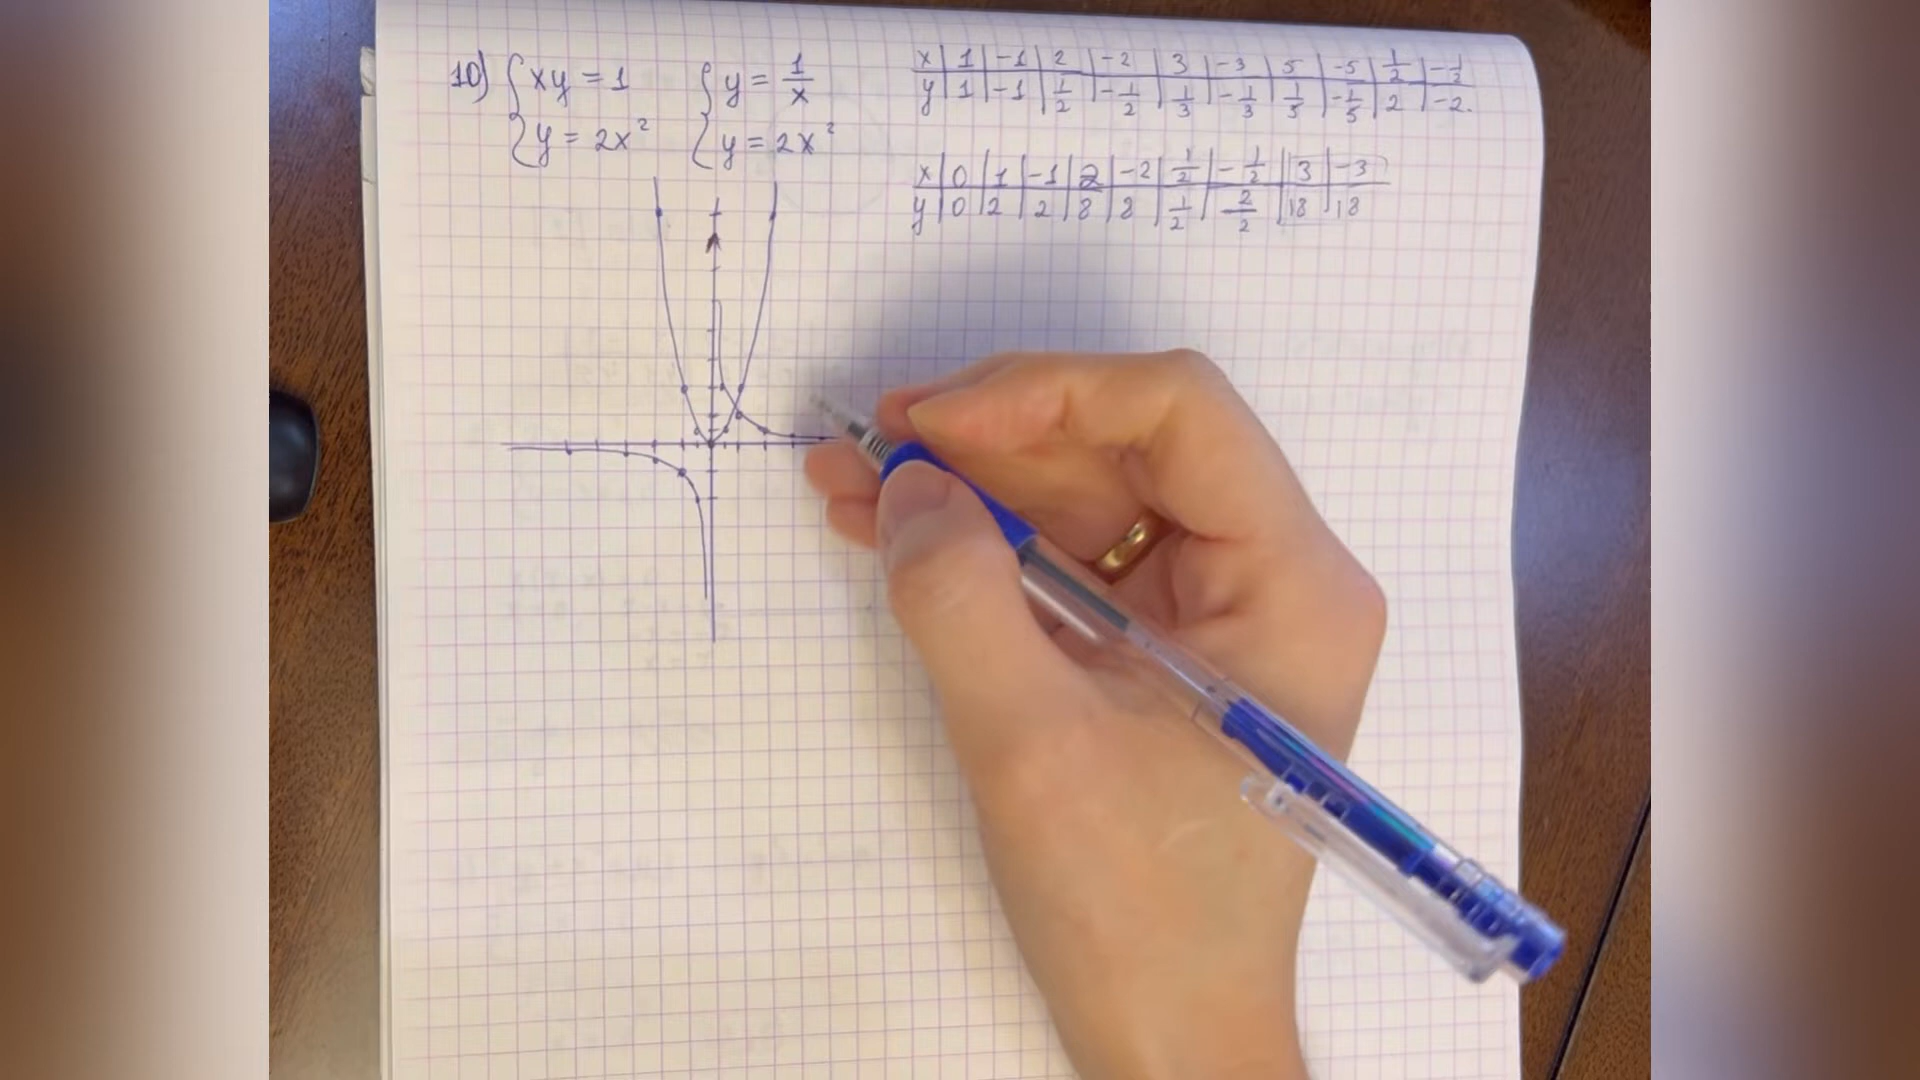 10) { xy = 1 { y = 1/x
{ y = 2x² { y = 2x²
x | 1 | -1 | 2 | -2 | 3 | -3 | 5 | -5 | 1/2 | -1/2
y | 1 | -1 | 1/2 | -1/2 | 1/3 | -1/3 | 1/5 | -1/5 | 2 | -2.
x | 0 | 1 | -1 | 2 | -2 | 1/2 | -1/2 | 3 | -3
y | 0 | 2 | 2 | 8 | 8 | 1/2 | 2/2 | 18 | 18